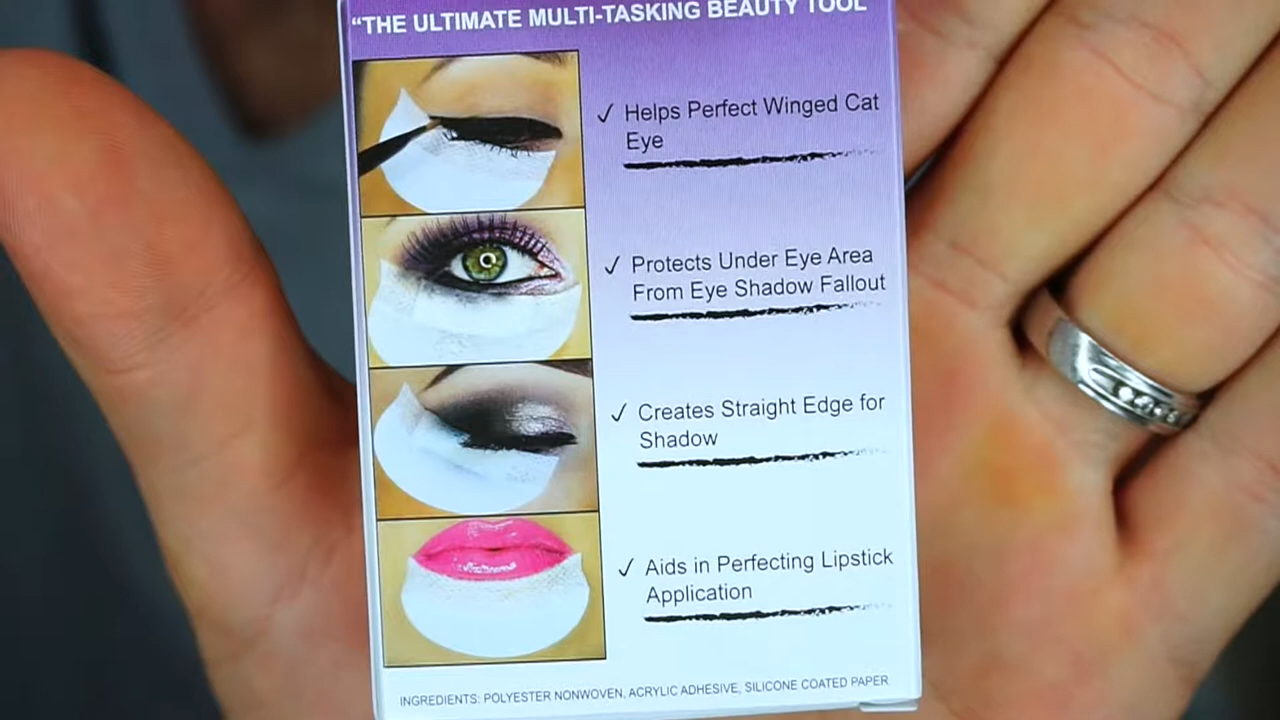 “THE ULTIMATE MULTI-TASKING BEAUTY TOOL
✓ Helps Perfect Winged Cat
Eye
✓ Protects Under Eye Area
From Eye Shadow Fallout
✓ Creates Straight Edge for
Shadow
✓ Aids in Perfecting Lipstick
Application
INGREDIENTS: POLYESTER NONWOVEN, ACRYLIC ADHESIVE, SILICONE COATED PAPER